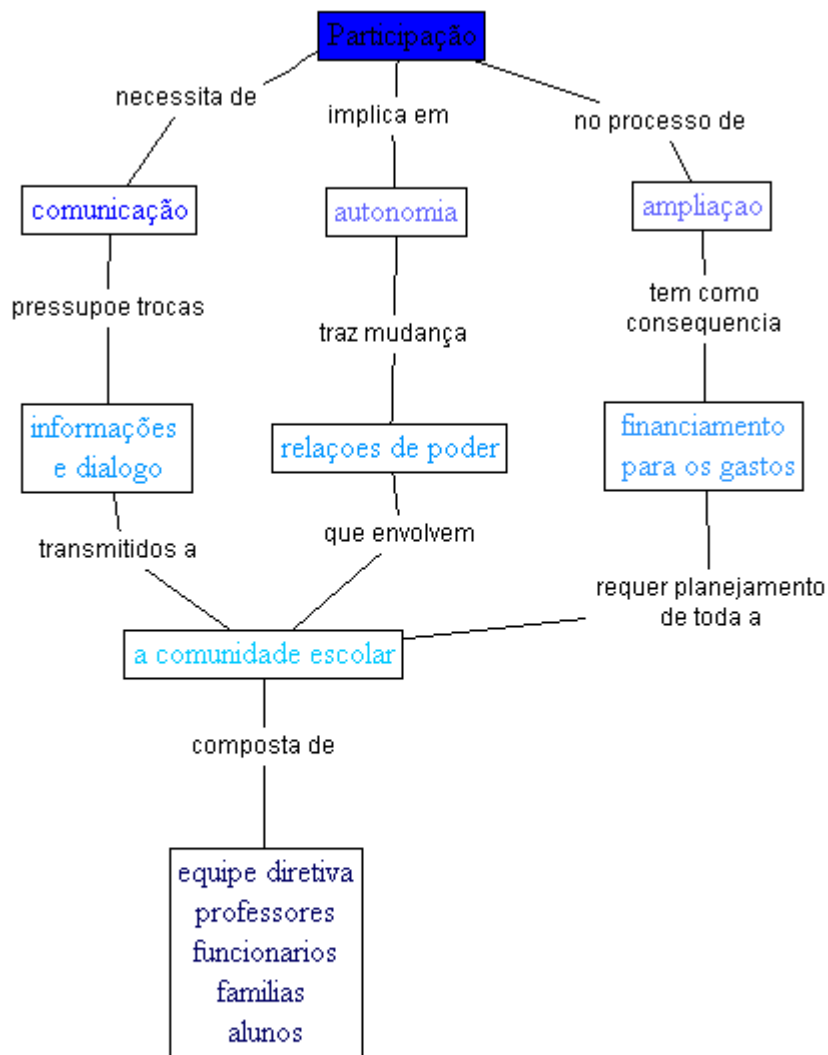 Participação
necessita de
implica em
no processo de
comunicação
autonomia
ampliaçao
pressupoe trocas
traz mudança
tem como
consequencia
informações
e dialogo
relaçoes de poder
financiamento
para os gastos
transmitidos a
que envolvem
requer planejamento
de toda a
a comunidade escolar
composta de
equipe diretiva
professores
funcionarios
familias
alunos